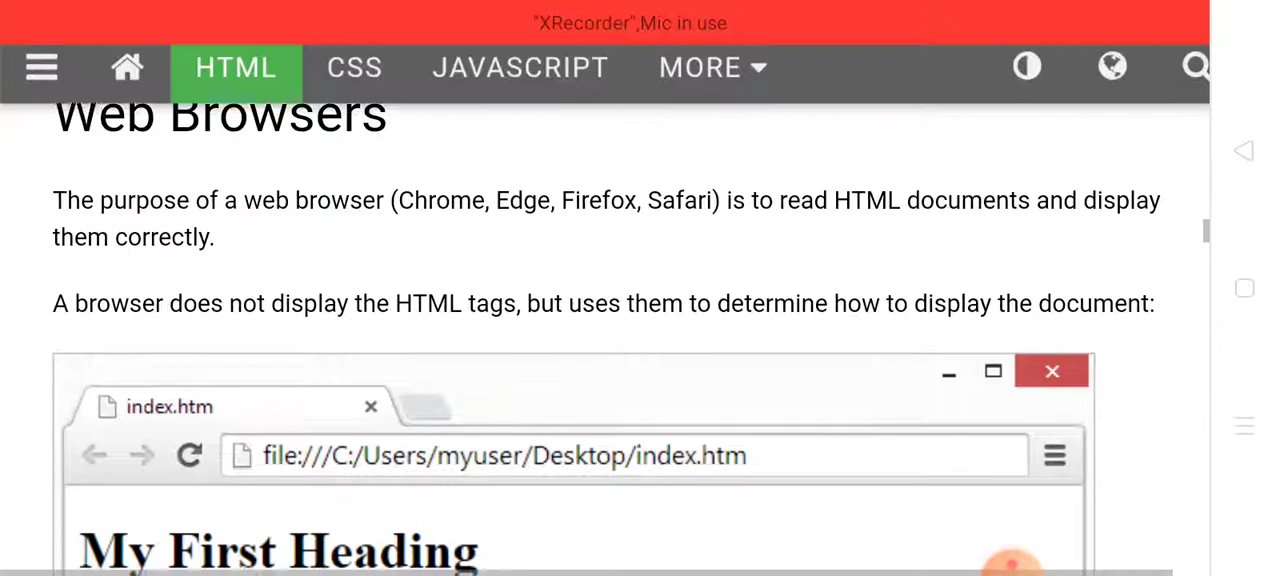 "XRecorder",Mic in use
HTML CSS JAVASCRIPT MORE
Web Browsers
The purpose of a web browser (Chrome, Edge, Firefox, Safari) is to read HTML documents and display
them correctly.
A browser does not display the HTML tags, but uses them to determine how to display the document:
index.htm
file:///C:/Users/myuser/Desktop/index.htm
My First Heading